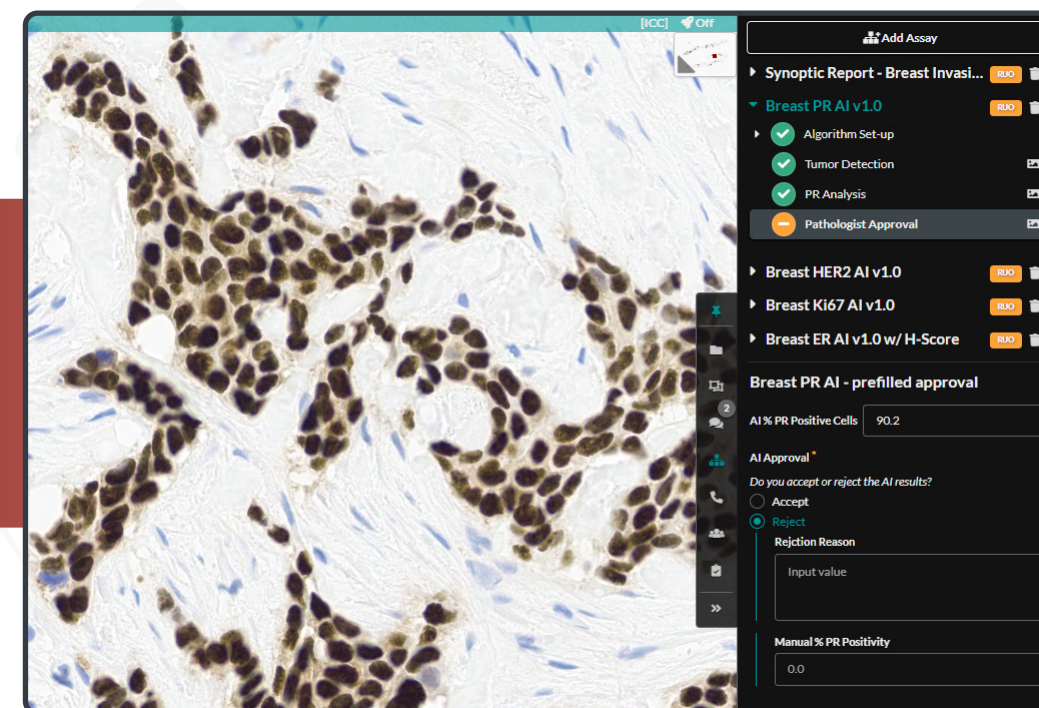 [ICC] Off
Add Assay
Synoptic Report - Breast Invasi... RUO
Breast PR AI v1.0 RUO
Algorithm Set-up
Tumor Detection
PR Analysis
Pathologist Approval
Breast HER2 AI v1.0 RUO
Breast Ki67 AI v1.0 RUO
Breast ER AI v1.0 w/ H-Score RUO
2
Breast PR AI - prefilled approval
AI % PR Positive Cells 90.2
AI Approval *
Do you accept or reject the AI results?
Accept
Reject
Rejction Reason
Input value
Manual % PR Positivity
0.0